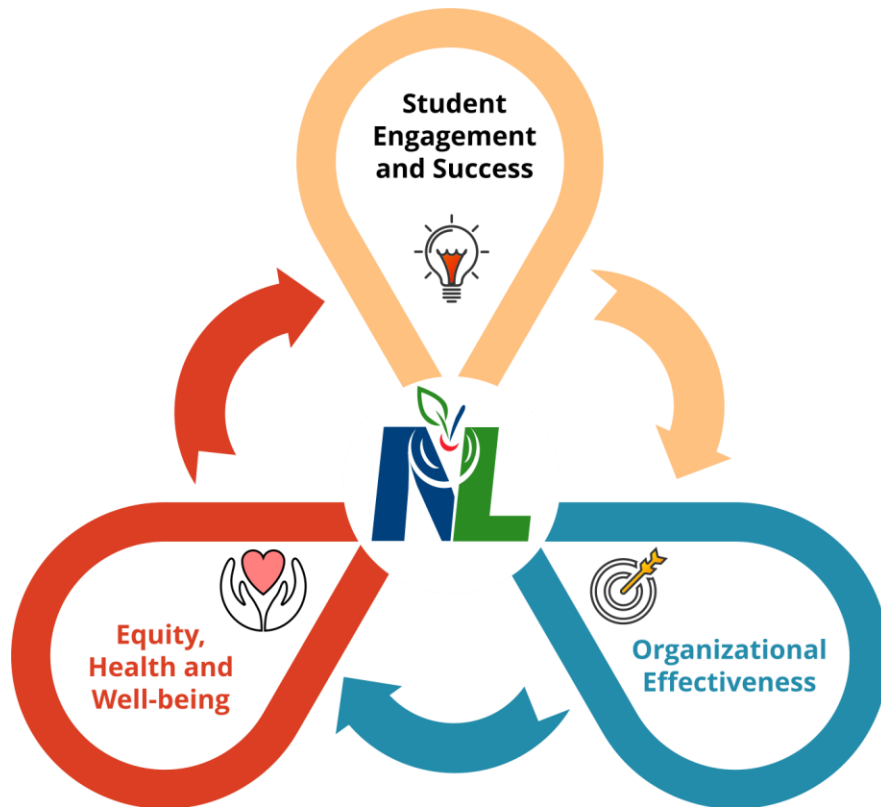 Student
Engagement
and Success
NL
Equity,
Health and
Well-being
Organizational
Effectiveness